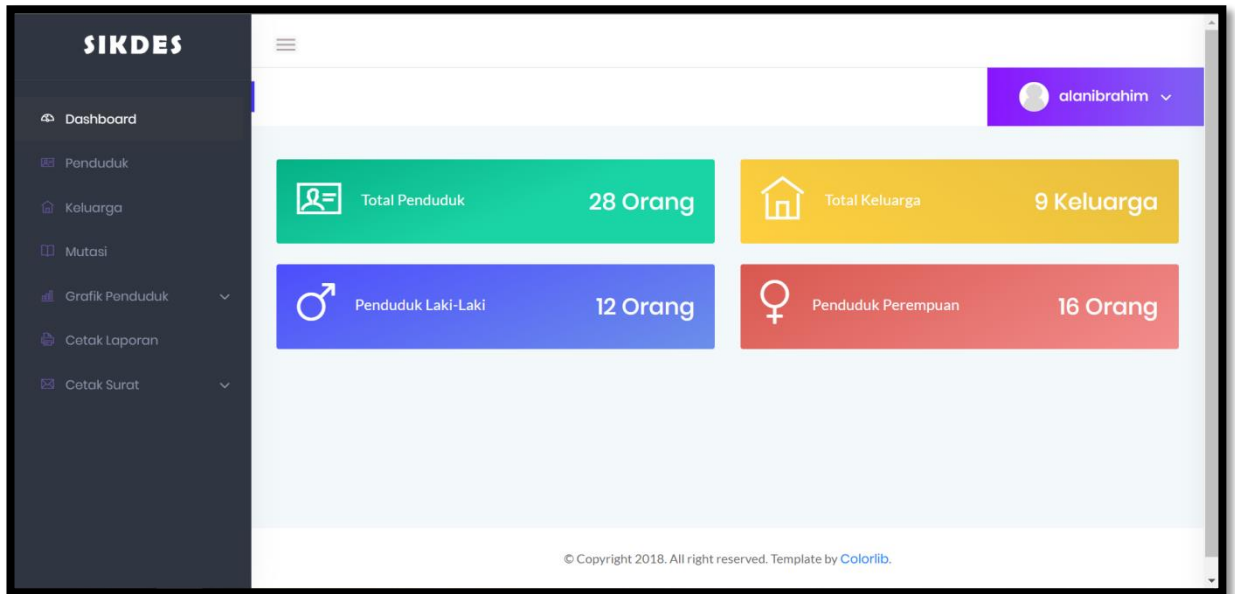 SIKDES
alanibrahim
Dashboard
Penduduk
Keluarga
Mutasi
Grafik Penduduk
Cetak Laporan
Cetak Surat
Total Penduduk 28 Orang
Total Keluarga 9 Keluarga
Penduduk Laki-Laki 12 Orang
Penduduk Perempuan 16 Orang
© Copyright 2018. All right reserved. Template by Colorlib.